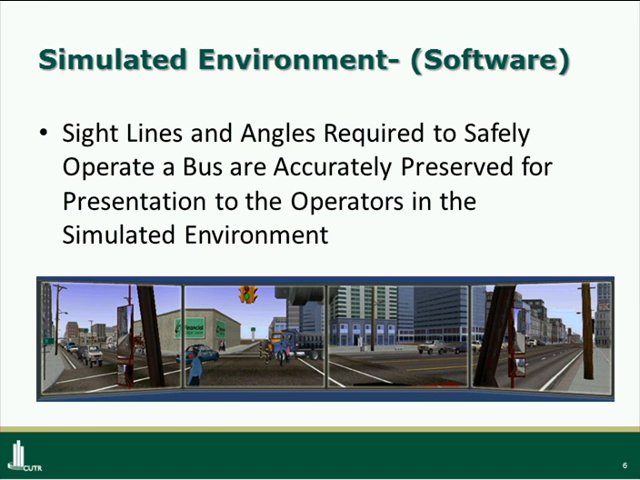 Simulated Environment- (Software)
• Sight Lines and Angles Required to Safely
Operate a Bus are Accurately Preserved for
Presentation to the Operators in the
Simulated Environment
Financial
CUTR
6